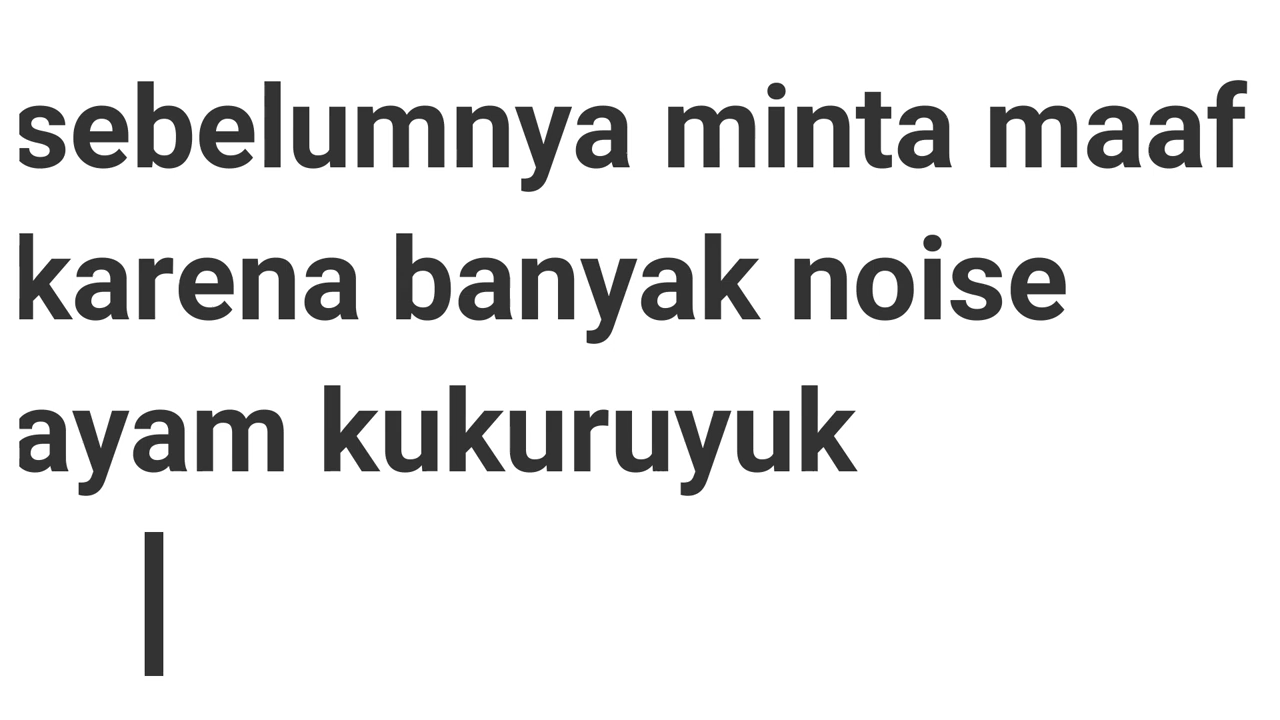 sebelumnya minta maaf
karena banyak noise
ayam kukuruyuk
|